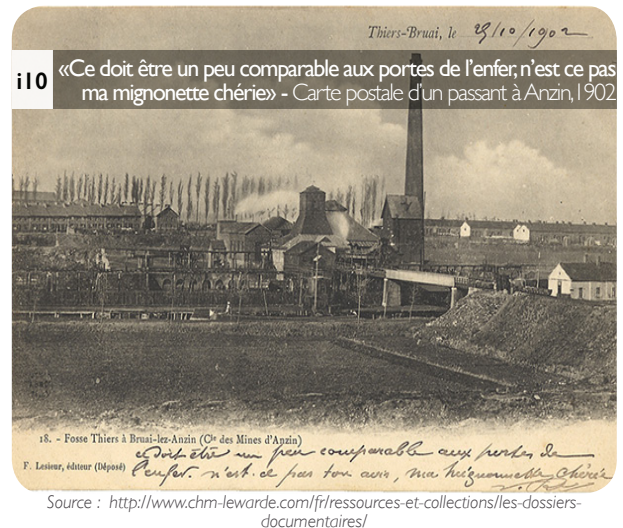 Thiers-Bruai, le 25/10/1902
i10
«Ce doit être un peu comparable aux portes de l'enfer, n'est ce pas
ma mignonette chérie» - Carte postale d'un passant à Anzin, 1902
18. - Fosse Thiers à Bruai-lez-Anzin (Cie des Mines d'Anzin)
F. Lesieur, éditeur (Déposé)
ce doit être un peu comparable aux portes de
l'enfer. n'est-ce pas ton avis, ma mignonnette chérie
Source : http://www.chm-lewarde.com/fr/ressources-et-collections/les-dossiers-
documentaires/